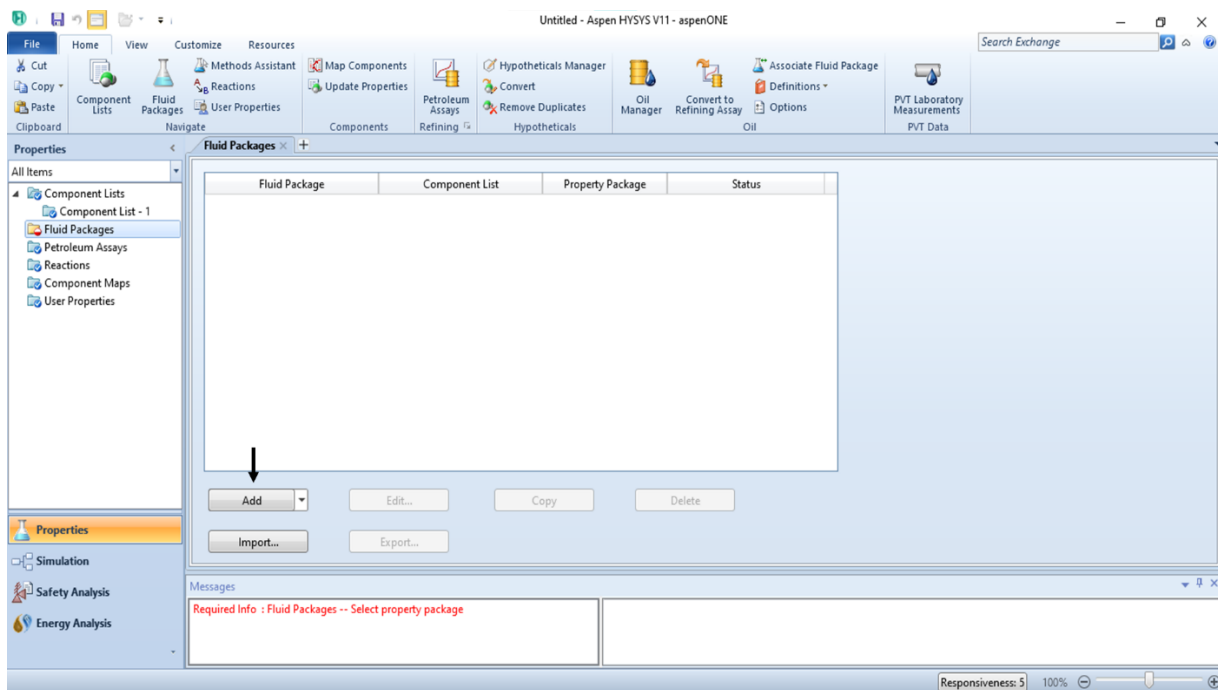 Untitled - Aspen HYSYS V11 - aspenONE
File Home View Customize Resources Search Exchange
Cut
Copy
Paste
Clipboard
Component Lists
Fluid Packages
Methods Assistant
Reactions
User Properties
Navigate
Map Components
Update Properties
Components
Petroleum Assays
Refining
Hypotheticals Manager
Convert
Remove Duplicates
Hypotheticals
Oil Manager
Convert to Refining Assay
Associate Fluid Package
Definitions
Options
Oil
PVT Laboratory Measurements
PVT Data
Properties
All Items
Component Lists
Component List - 1
Fluid Packages
Petroleum Assays
Reactions
Component Maps
User Properties
Properties
Simulation
Safety Analysis
Energy Analysis
Fluid Packages
Fluid Package Component List Property Package Status
Add Edit... Copy Delete
Import... Export...
Messages
Required Info : Fluid Packages -- Select property package
Responsiveness: 5 100%